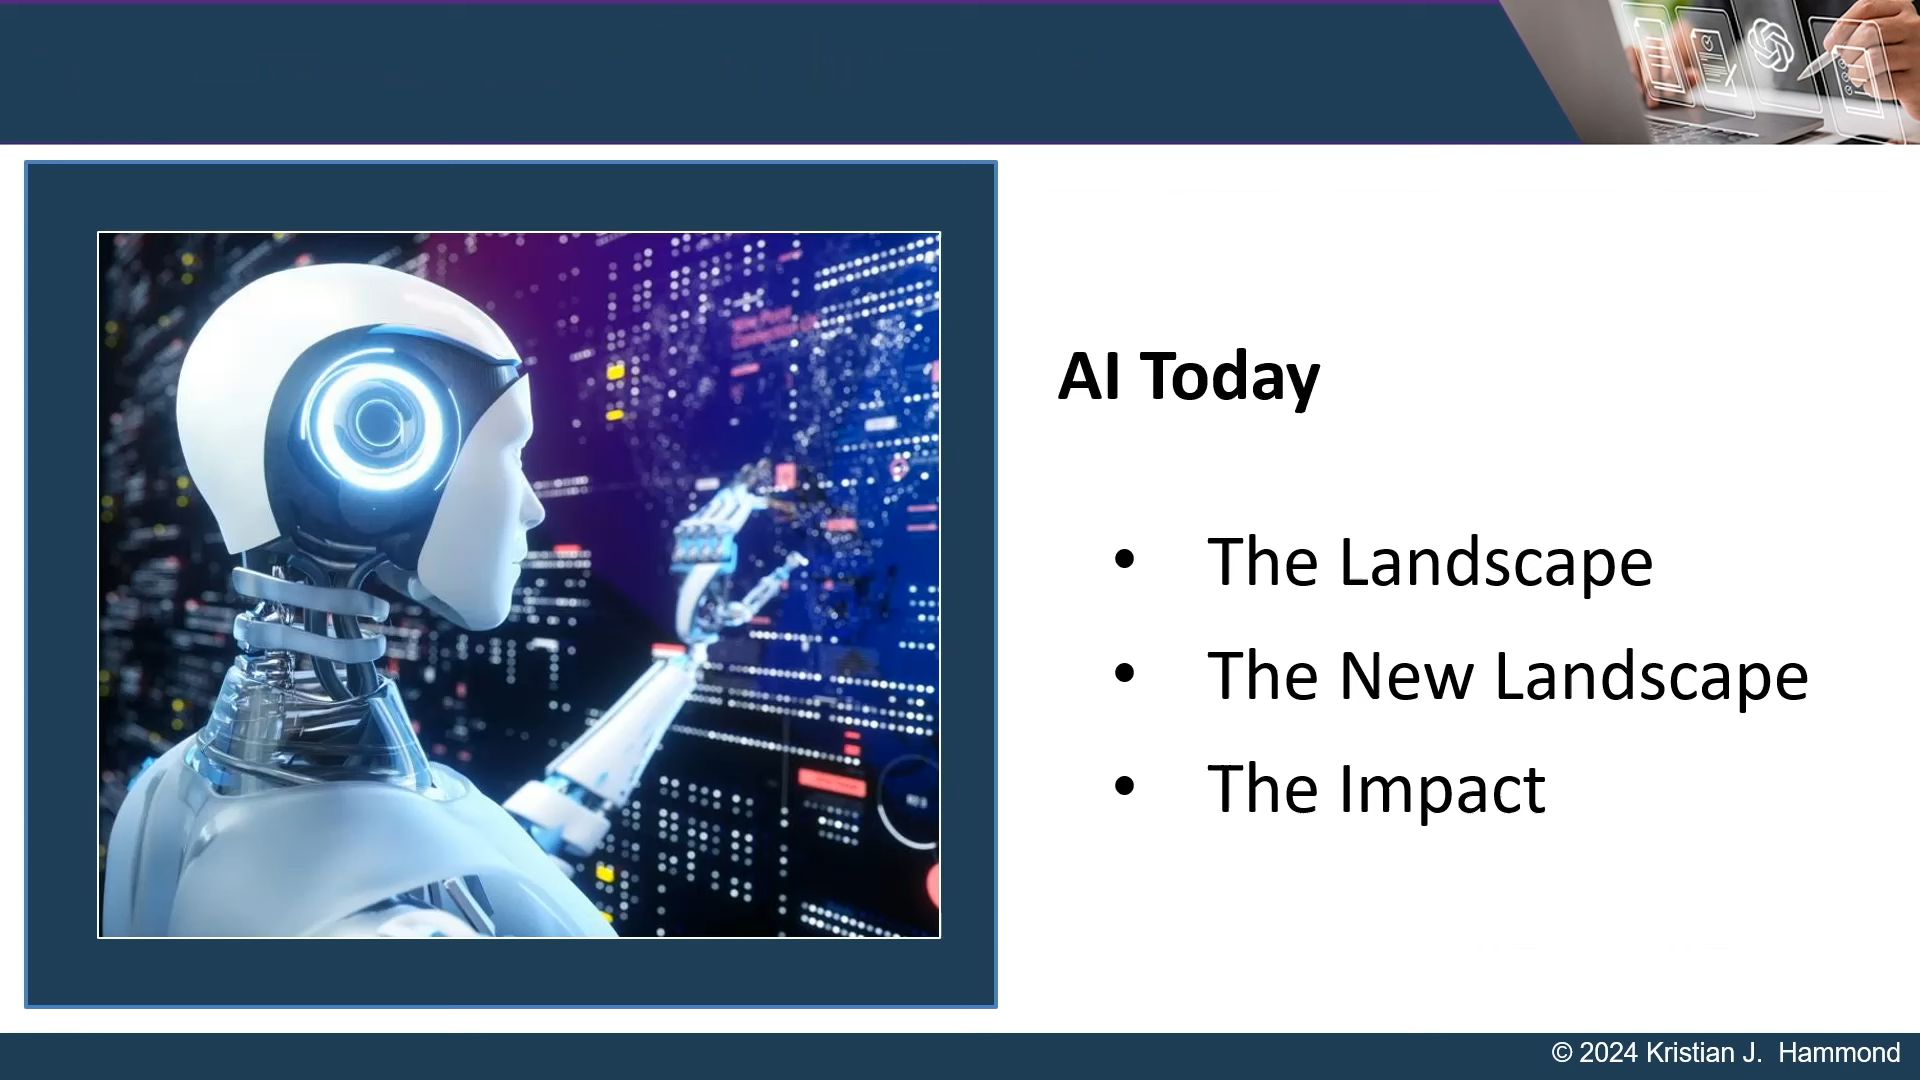 AI Today
• The Landscape
• The New Landscape
• The Impact
© 2024 Kristian J. Hammond